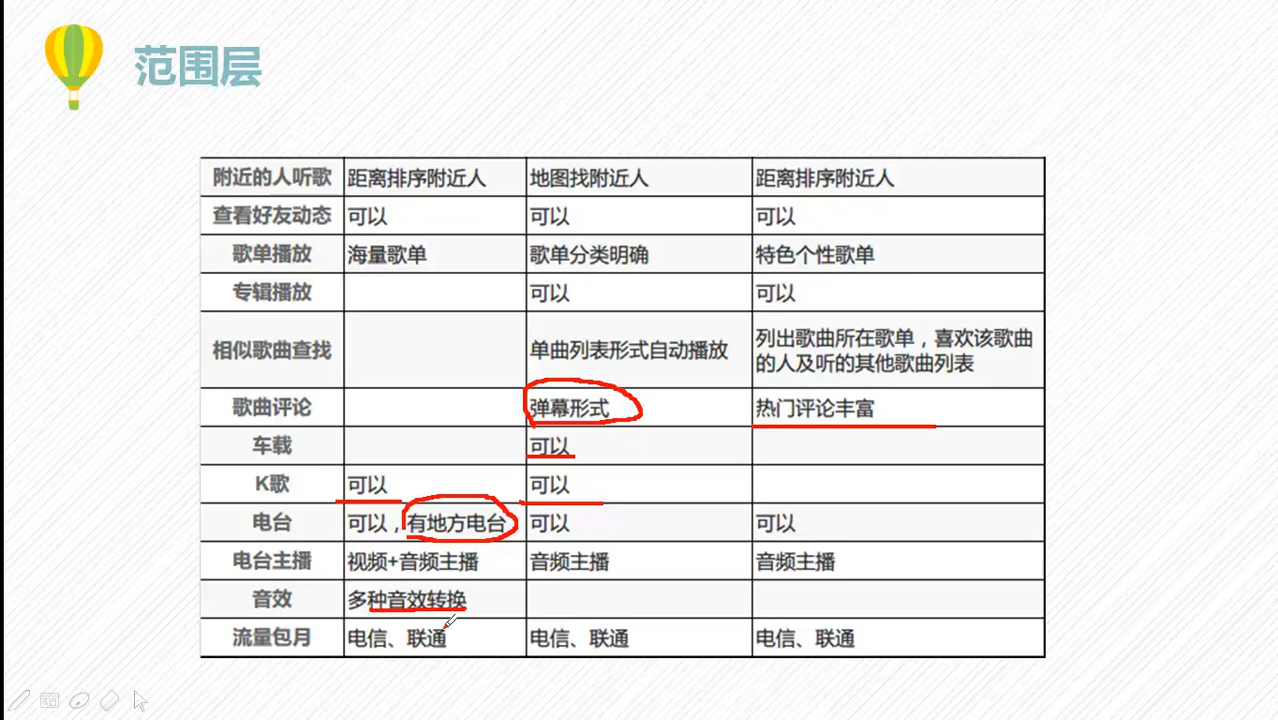 范围层
附近的人听歌 距离排序附近人 地图找附近人 距离排序附近人
查看好友动态 可以 可以 可以
歌单播放 海量歌单 歌单分类明确 特色个性歌单
专辑播放 可以 可以
相似歌曲查找 单曲列表形式自动播放 列出歌曲所在歌单，喜欢该歌曲
的人及听的其他歌曲列表
歌曲评论 弹幕形式 热门评论丰富
车载 可以
K歌 可以 可以
电台 可以，有地方电台 可以 可以
电台主播 视频+音频主播 音频主播 音频主播
音效 多种音效转换
流量包月 电信、联通 电信、联通 电信、联通